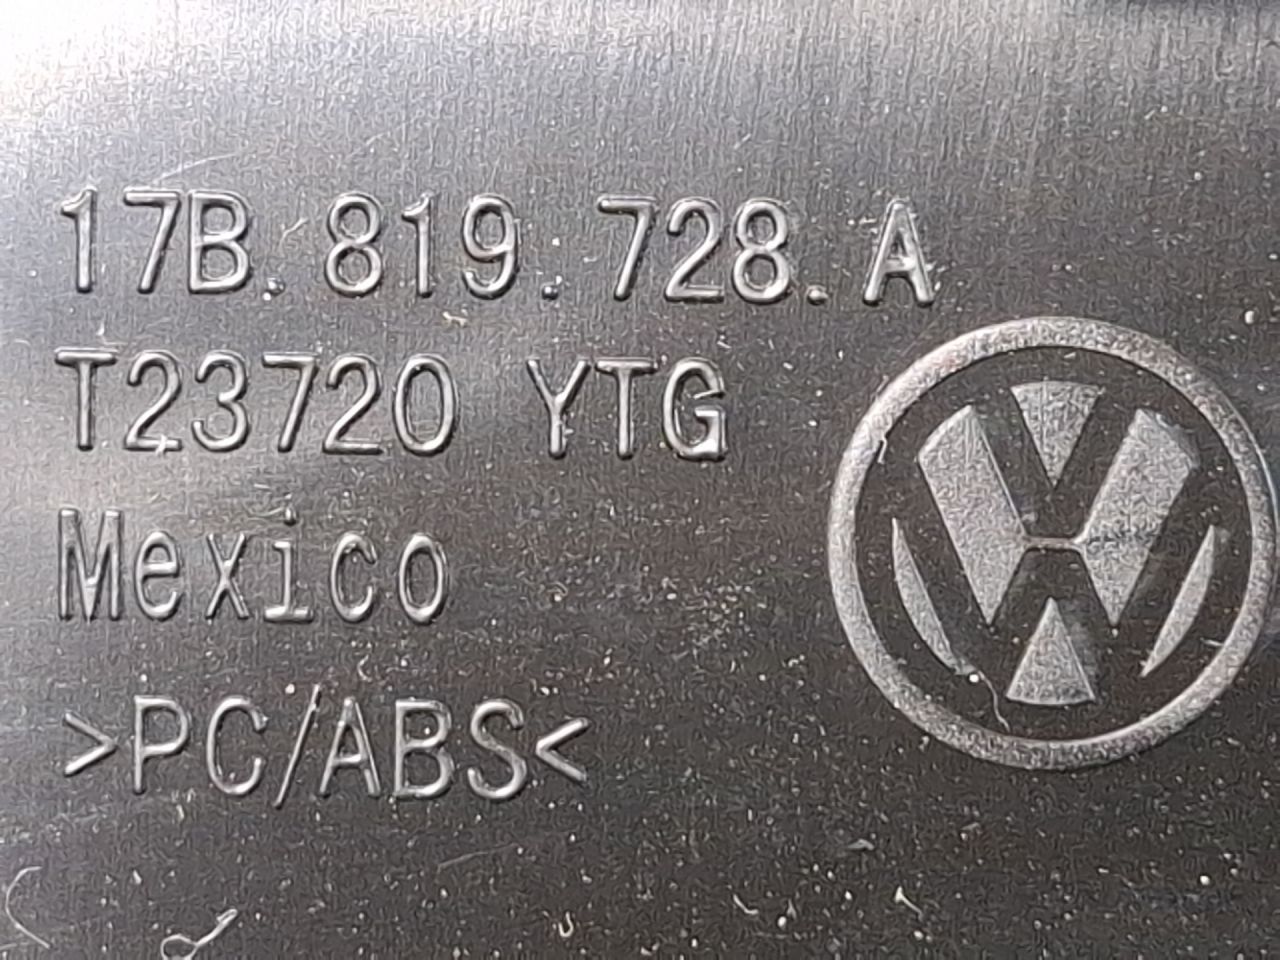 17B.819.728.A
T23720 YTG
Mexico
>PC/ABS<